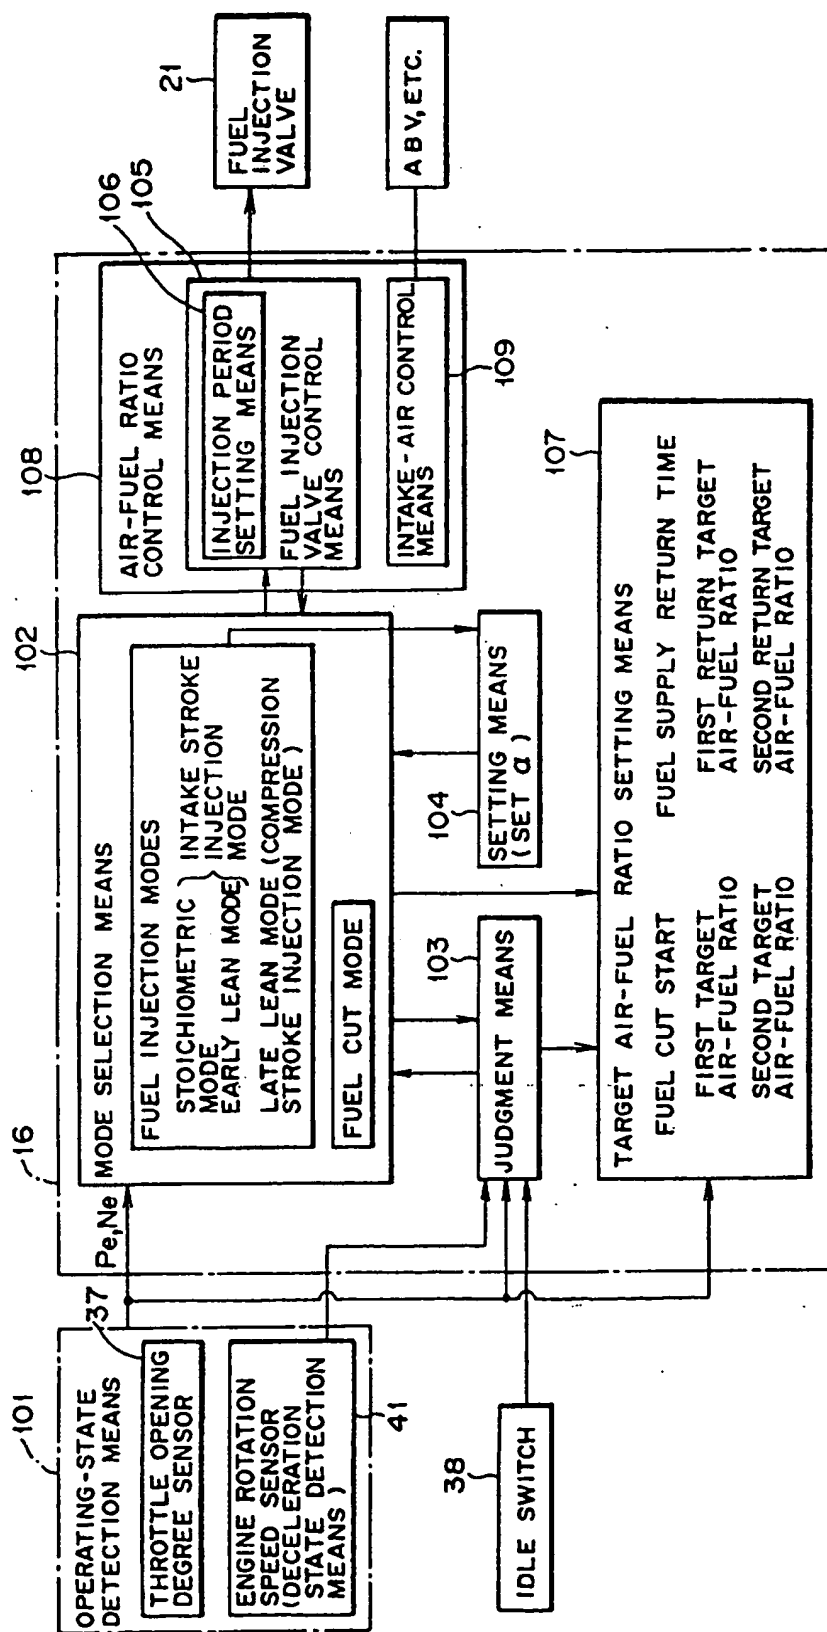 101
OPERATING-STATE
DETECTION MEANS
37
THROTTLE OPENING
DEGREE SENSOR
ENGINE ROTATION
SPEED SENSOR
(DECELERATION
STATE DETECTION
MEANS)
41
38
IDLE SWITCH
16
Pe,Ne
102
MODE SELECTION MEANS
FUEL INJECTION MODES
STOICHIOMETRIC
MODE
EARLY LEAN MODE
INTAKE STROKE
INJECTION
MODE
LATE LEAN MODE (COMPRESSION
STROKE INJECTION MODE)
FUEL CUT MODE
103
JUDGMENT MEANS
104
SETTING MEANS
(SET α)
108
AIR-FUEL RATIO
CONTROL MEANS
106
105
INJECTION PERIOD
SETTING MEANS
FUEL INJECTION
VALVE CONTROL
MEANS
INTAKE-AIR CONTROL
MEANS
109
21
FUEL
INJECTION
VALVE
ABV, ETC.
107
TARGET AIR-FUEL RATIO SETTING MEANS
FUEL CUT START
FIRST TARGET
AIR-FUEL RATIO
SECOND TARGET
AIR-FUEL RATIO
FUEL SUPPLY RETURN TIME
FIRST RETURN TARGET
AIR-FUEL RATIO
SECOND RETURN TARGET
AIR-FUEL RATIO